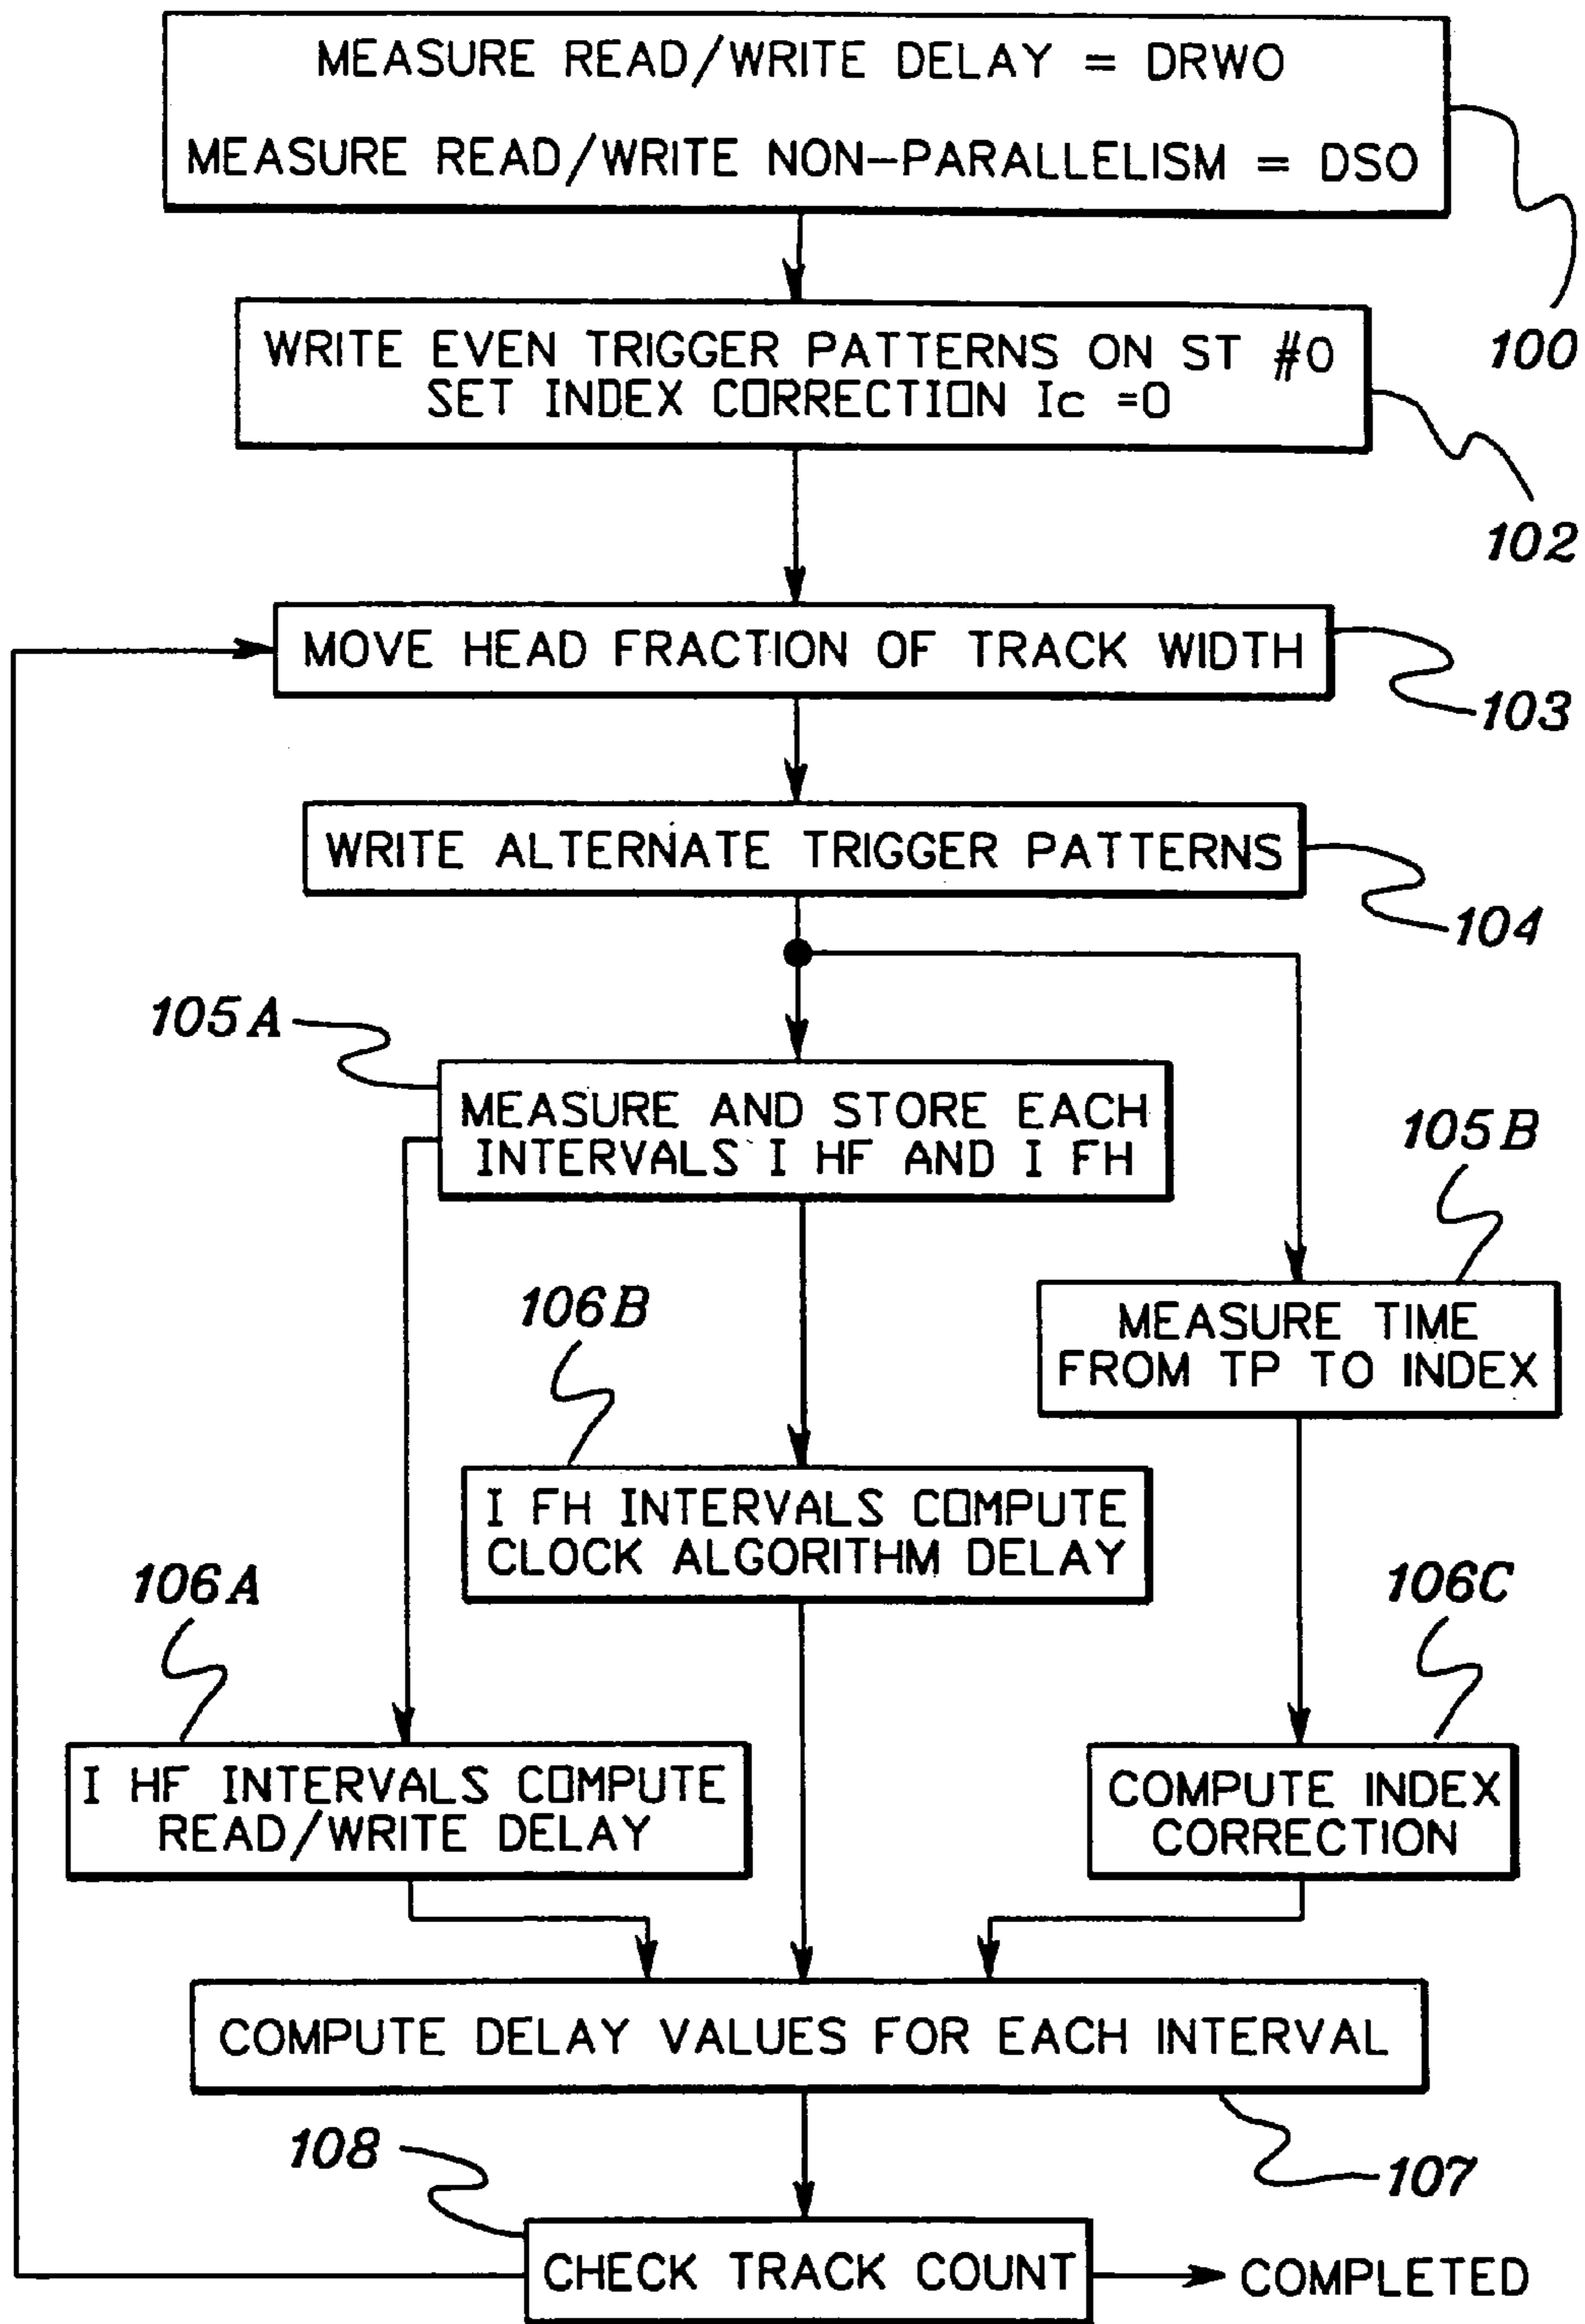 MEASURE READ/WRITE DELAY = DRWO
MEASURE READ/WRITE NON-PARALLELISM = DSO
100
WRITE EVEN TRIGGER PATTERNS ON ST #0
SET INDEX CORRECTION Ic =0
102
MOVE HEAD FRACTION OF TRACK WIDTH
103
WRITE ALTERNATE TRIGGER PATTERNS
104
105A
MEASURE AND STORE EACH
INTERVALS I HF AND I FH
105B
MEASURE TIME
FROM TP TO INDEX
106B
I FH INTERVALS COMPUTE
CLOCK ALGORITHM DELAY
106A
I HF INTERVALS COMPUTE
READ/WRITE DELAY
106C
COMPUTE INDEX
CORRECTION
COMPUTE DELAY VALUES FOR EACH INTERVAL
107
108
CHECK TRACK COUNT
COMPLETED